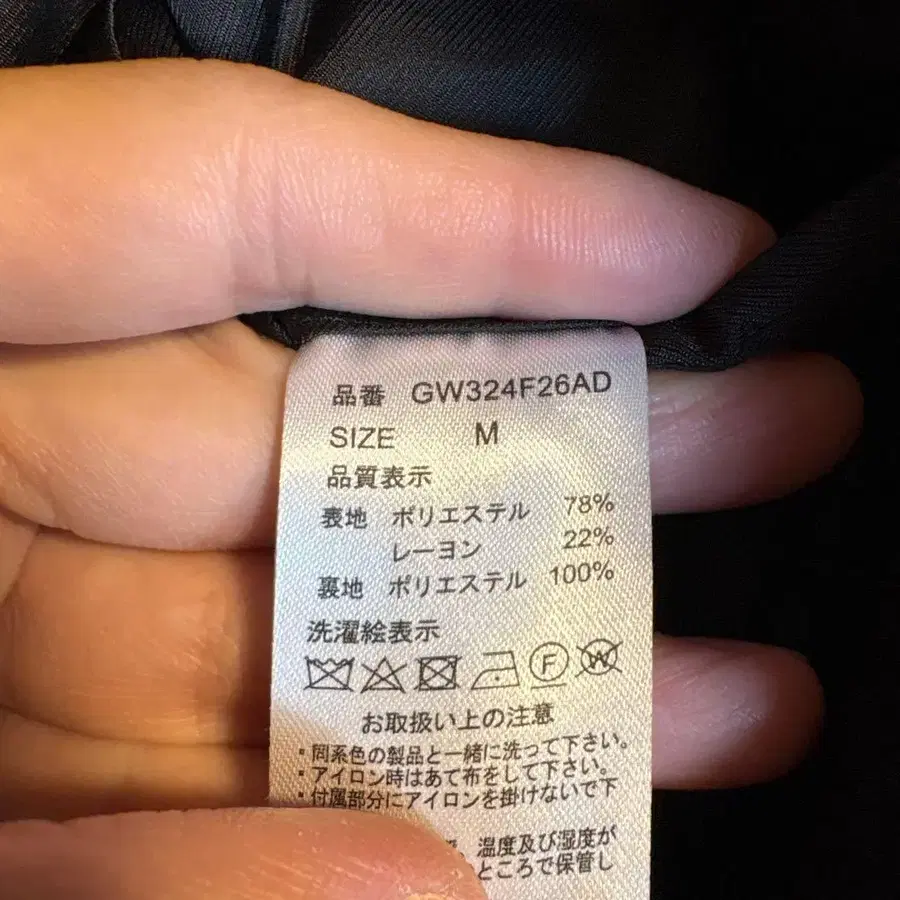 品番 GW324F26AD
SIZE M
品質表示
表地 ポリエステル 78%
レーヨン 22%
裏地 ポリエステル 100%
洗濯絵表示
F W
お取扱い上の注意
・同系色の製品と一緒に洗って下さい。
・アイロン時はあて布をして下さい。
・付属部分にアイロンを掛けないで下
温度及び湿度が
ところで保管し